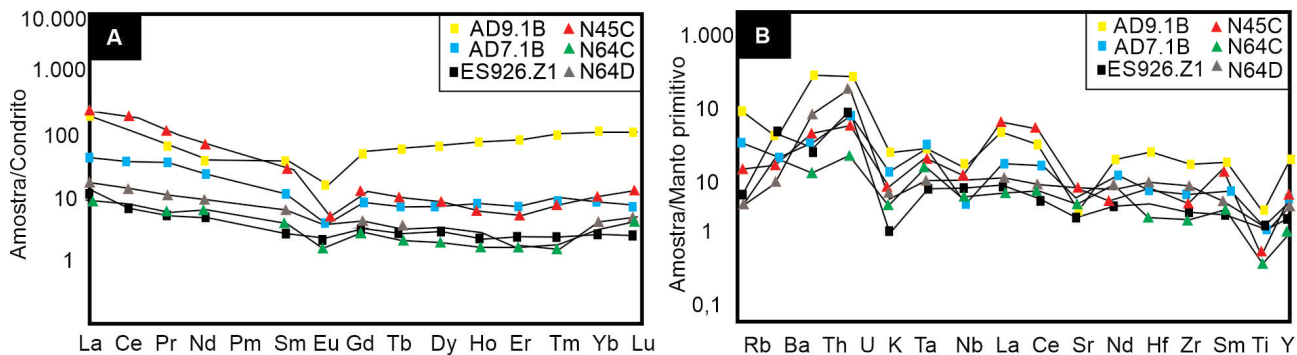 A
10.000
1.000
100
10
1
Amostra/Condrito
AD9.1B N45C
AD7.1B N64C
ES926.Z1 N64D
La Ce Pr Nd Pm Sm Eu Gd Tb Dy Ho Er Tm Yb Lu
B
1.000
10
10
1
0,1
Amostra/Manto primitivo
AD9.1B N45C
AD7.1B N64C
ES926.Z1 N64D
Rb Ba Th U K Ta Nb La Ce Sr Nd Hf Zr Sm Ti Y